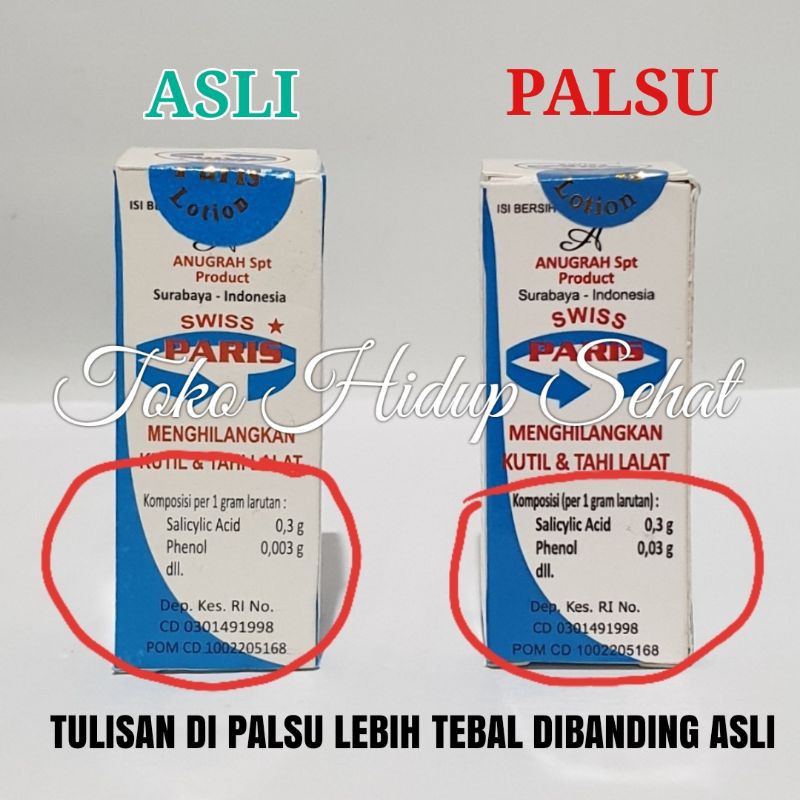 ASLI
PALSU
Paris
Lotion
ISI
ANUGRAH Spt
Product
Surabaya - Indonesia
SWISS
PARIS
MENGHILANGKAN
KUTIL & TAHI LALAT
Komposisi per 1 gram larutan :
Salicylic Acid 0,3 g
Phenol 0,003 g
dll.
Dep. Kes. RI No.
CD 0301491998
POM CD 1002205168
Lotion
ISI BERSIH
A
ANUGRAH Spt
Product
Surabaya - Indonesia
SWISS
PARIS
MENGHILANGKAN
KUTIL & TAHI LALAT
Komposisi (per 1 gram larutan) :
Salicylic Acid 0,3 g
Phenol 0,03 g
dll.
Dep. Kes. RI No.
CD 0301491998
POM CD 1002205168
Toko Hidup Sehat
TULISAN DI PALSU LEBIH TEBAL DIBANDING ASLI